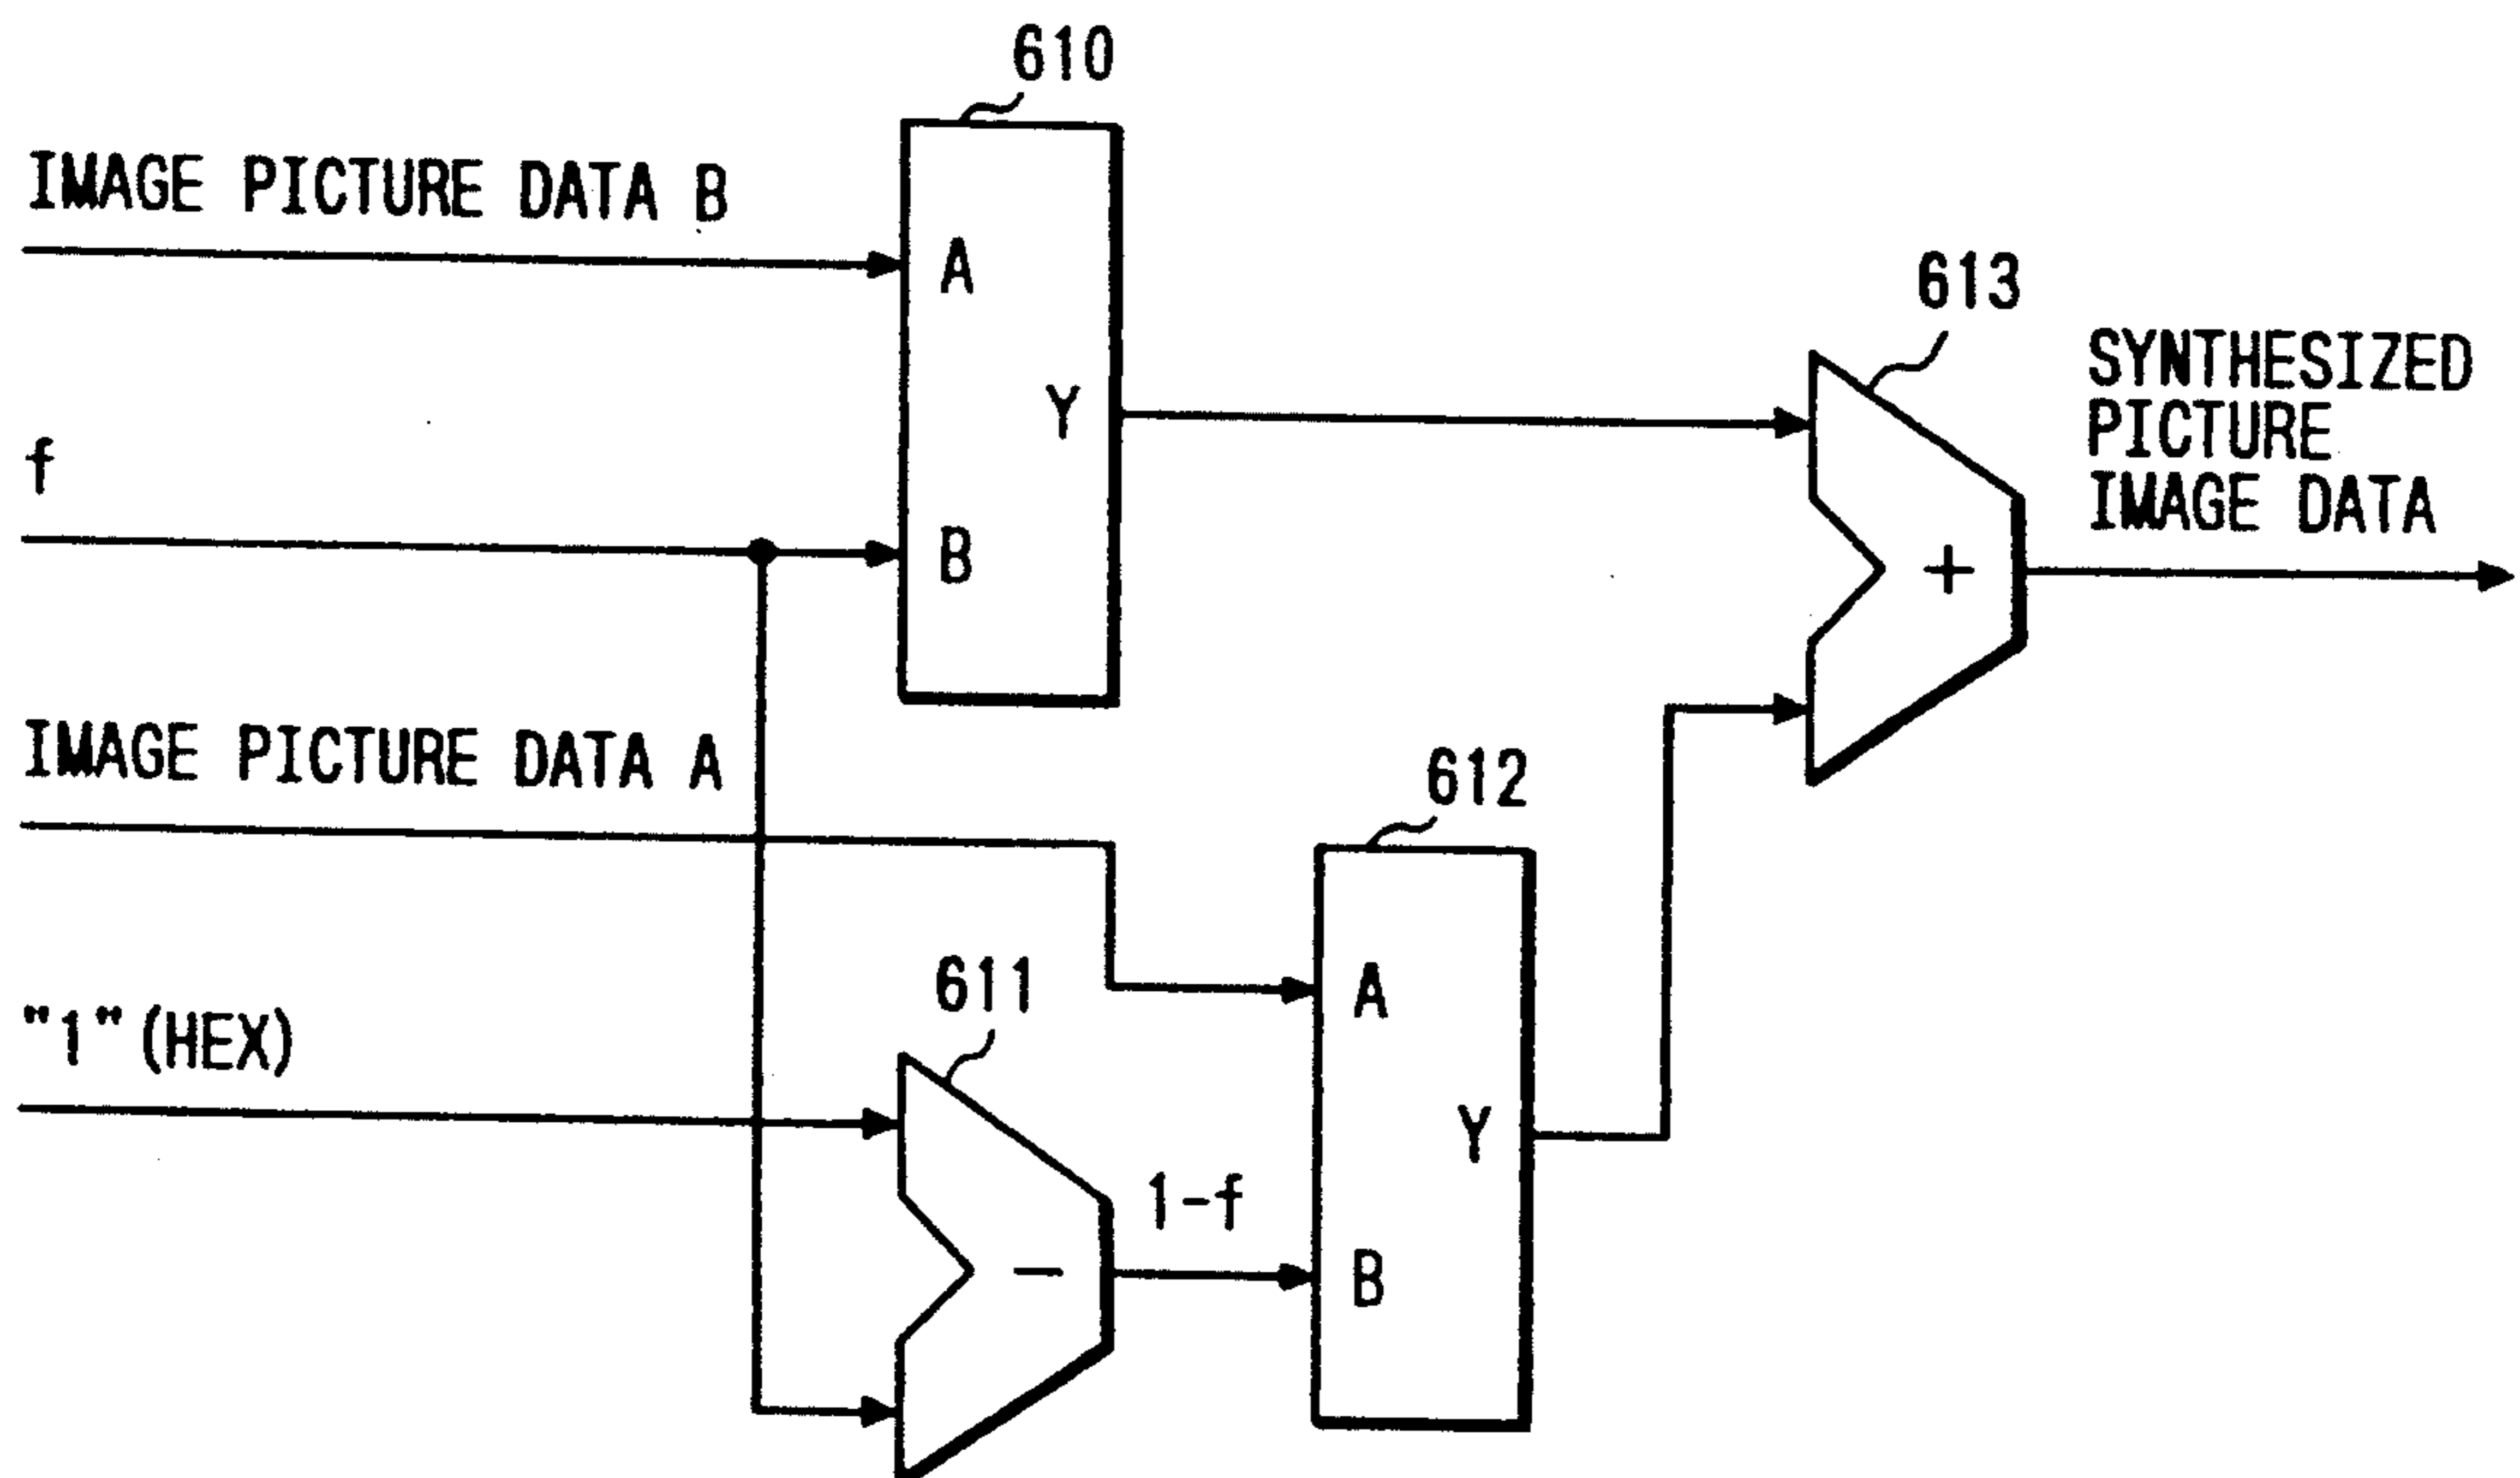 610
IMAGE PICTURE DATA B
A
613
SYNTHESIZED
PICTURE
IMAGE DATA
Y
f
B
+
IMAGE PICTURE DATA A
612
611
A
"1"(HEX)
Y
1-f
B
−